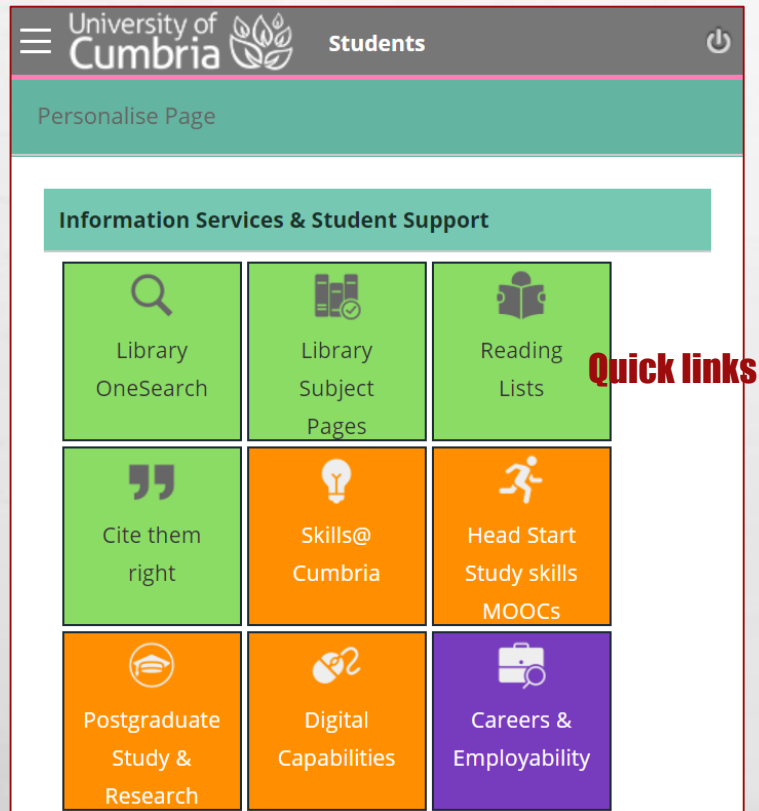 University of
Cumbria
Students
Personalise Page
Information Services & Student Support
Library
OneSearch
Library
Subject
Pages
Reading
Lists
Quick links
Cite them
right
Skills@
Cumbria
Head Start
Study skills
MOOCs
Postgraduate
Study &
Research
Digital
Capabilities
Careers &
Employability